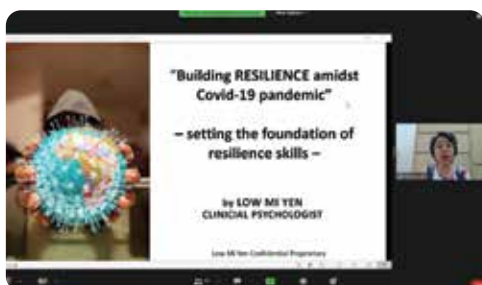 "Building RESILIENCE amidst
Covid-19 pandemic"
– setting the foundation of
resilience skills –
by LOW MI YEN
CLINICIAL PSYCHOLOGIST
Low Mi Yen Confidential Proprietary